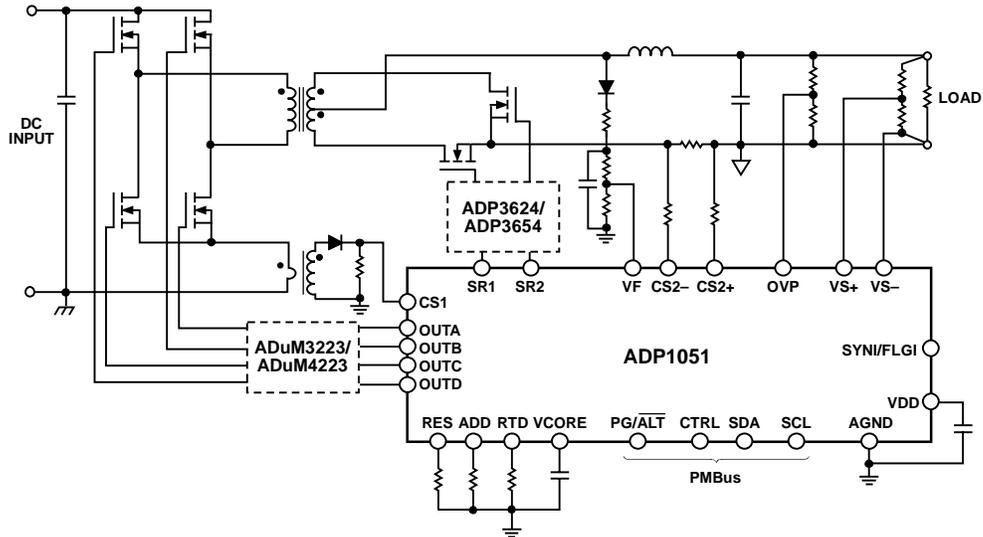 DC
INPUT
LOAD
ADP3624/
ADP3654
SR1 SR2 VF CS2– CS2+ OVP VS+ VS–
CS1
OUTA
OUTB
OUTC
OUTD
ADuM3223/
ADuM4223
ADP1051
SYNI/FLGI
VDD
RES ADD RTD VCORE PG/ALT CTRL SDA SCL AGND
PMBus